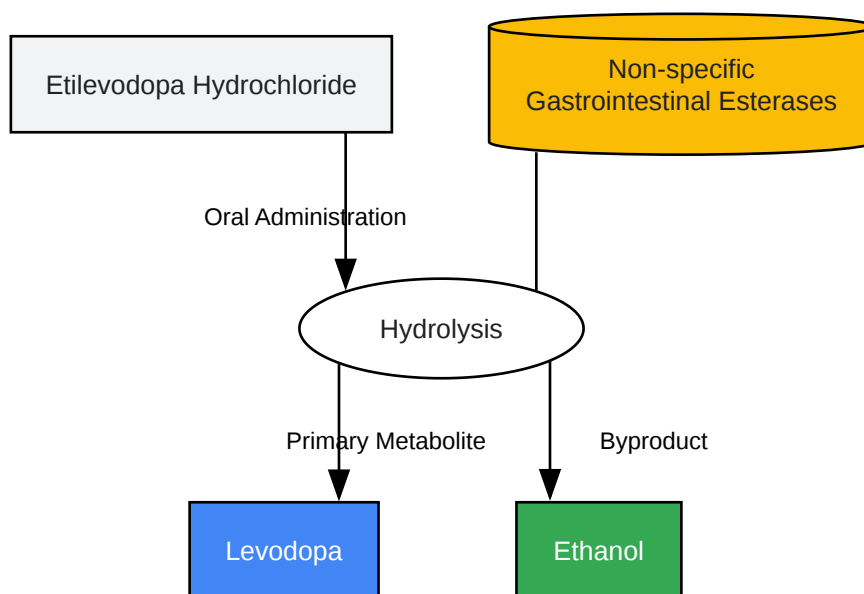 Etilevodopa Hydrochloride
Non-specific
Gastrointestinal Esterases
Oral Administration
Hydrolysis
Primary Metabolite
Byproduct
Levodopa
Ethanol